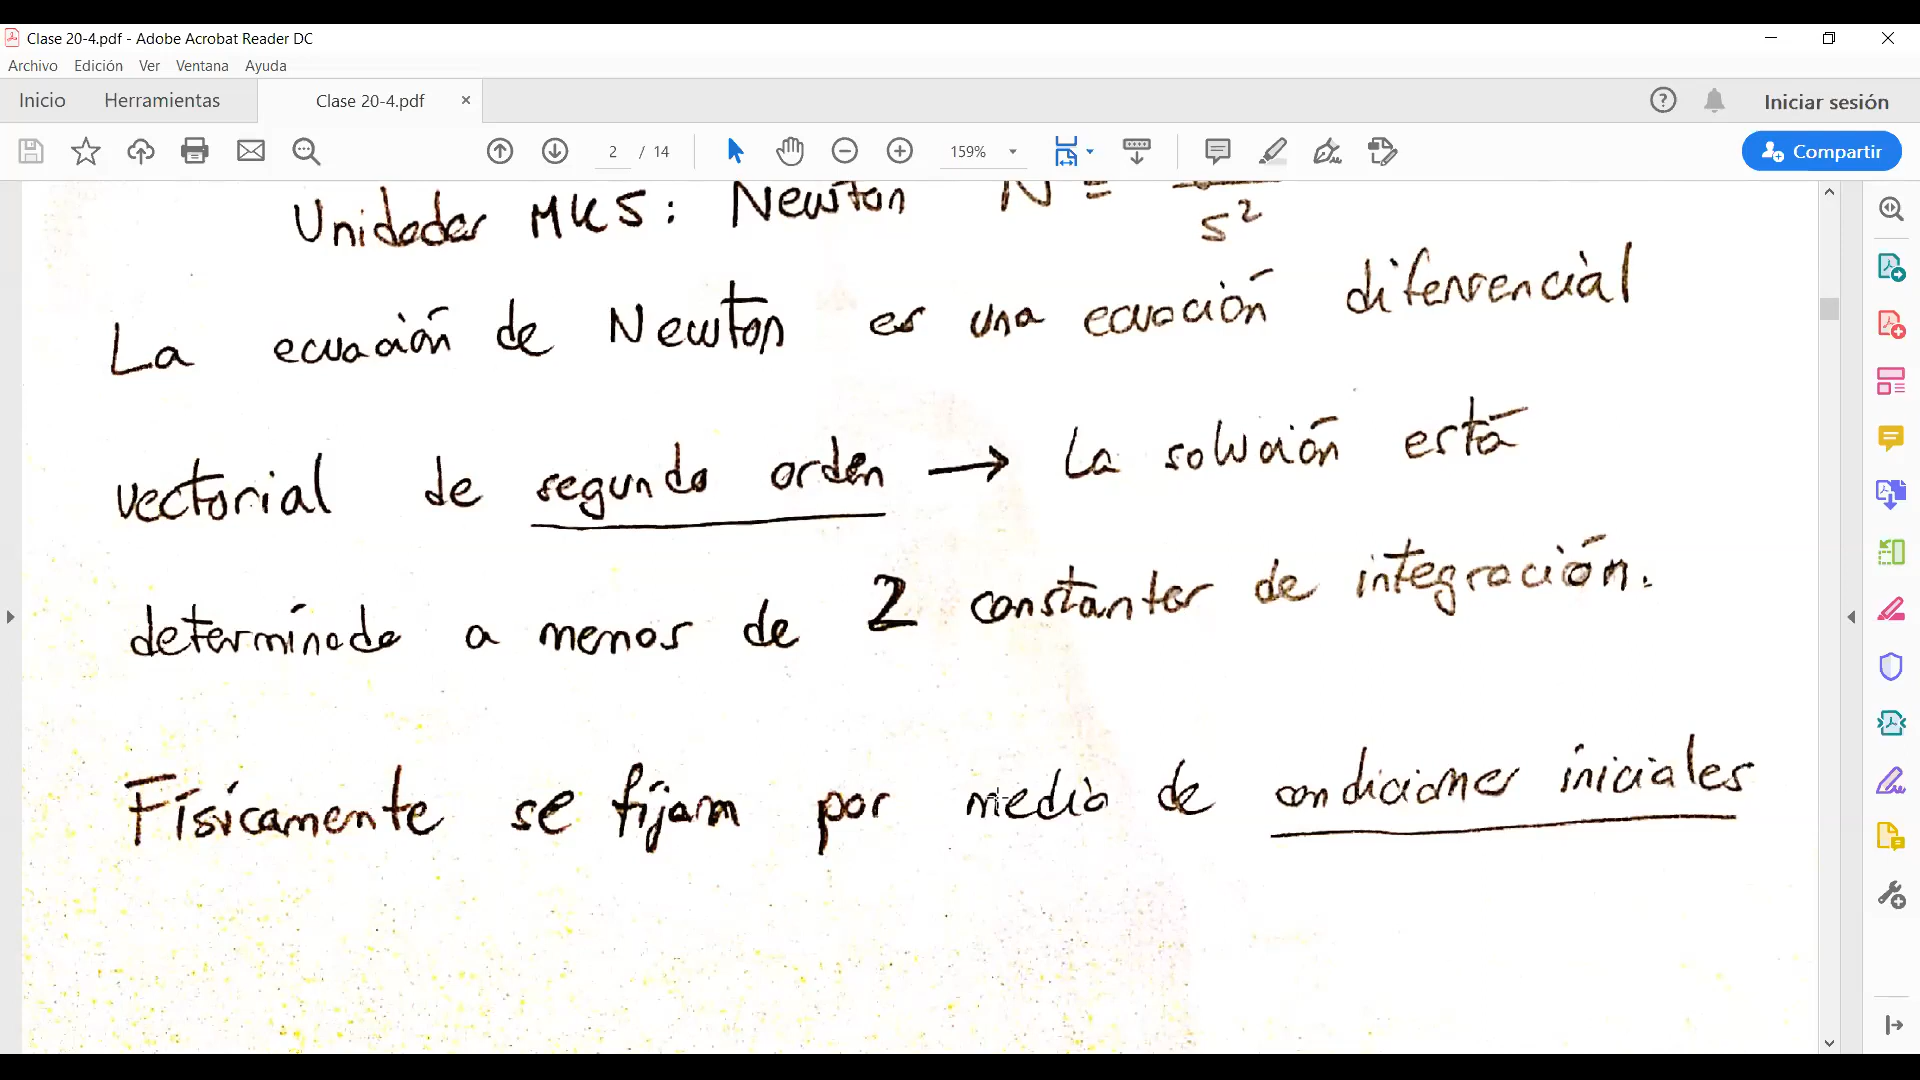 Clase 20-4.pdf - Adobe Acrobat Reader DC
Archivo Edición Ver Ventana Ayuda
Inicio Herramientas Clase 20-4.pdf × Iniciar sesión
2 / 14 159% Compartir
Unidades MKS: Newton N =
s²
La ecuación de Newton es una ecuación diferencial
vectorial de segundo orden → La solución está
determinada a menos de 2 constantes de integración.
Físicamente se fijam por medio de condiciones iniciales